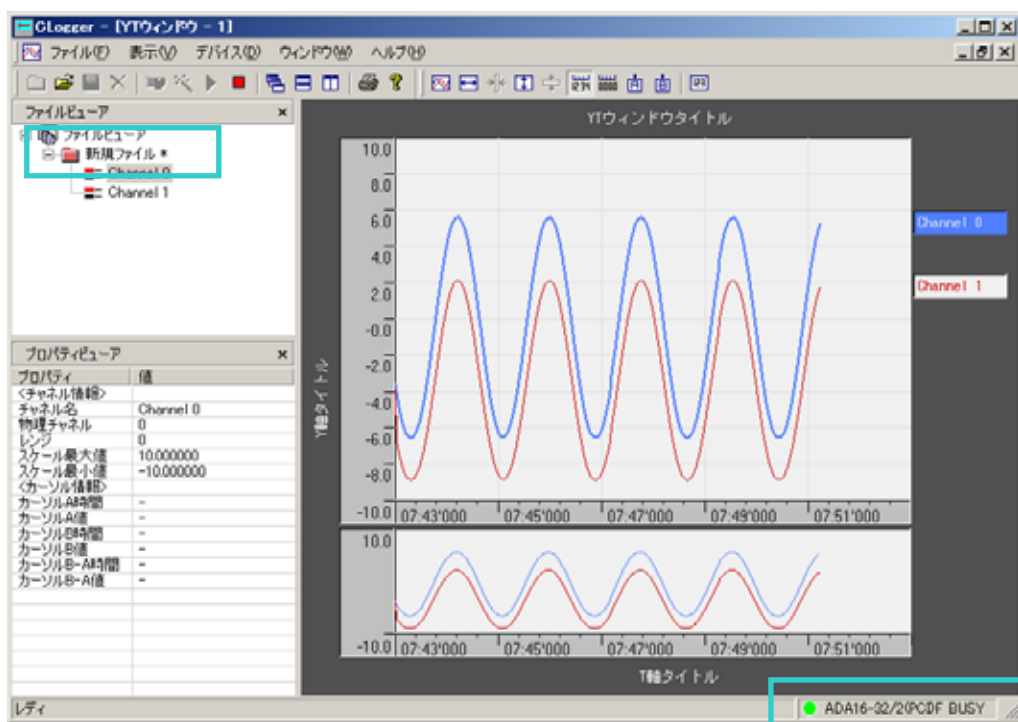 CLogger - [YTウィンドウ - 1]
ファイル(F) 表示(V) デバイス(D) ウィンドウ(W) ヘルプ(H)
ファイルビューア
ファイルビューア
新規ファイル *
Channel 0
Channel 1
プロパティビューア
プロパティ 値
<チャネル情報>
チャネル名 Channel 0
物理チャネル 0
レンジ 0
スケール最大値 10.000000
スケール最小値 -10.000000
<カーソル情報>
カーソルA時間 -
カーソルA値 -
カーソルB時間 -
カーソルB値 -
カーソルB-A時間 -
カーソルB-A値 -
YTウィンドウタイトル
Y軸タイトル
10.0
8.0
6.0
4.0
2.0
-0.0
-2.0
-4.0
-6.0
-8.0
-10.0
07:43'000 07:45'000 07:47'000 07:49'000 07:51'000
Channel 0
Channel 1
10.0
-10.0
07:43'000 07:45'000 07:47'000 07:49'000 07:51'000
T軸タイトル
レディ
ADA16-32/2(PCDF BUSY